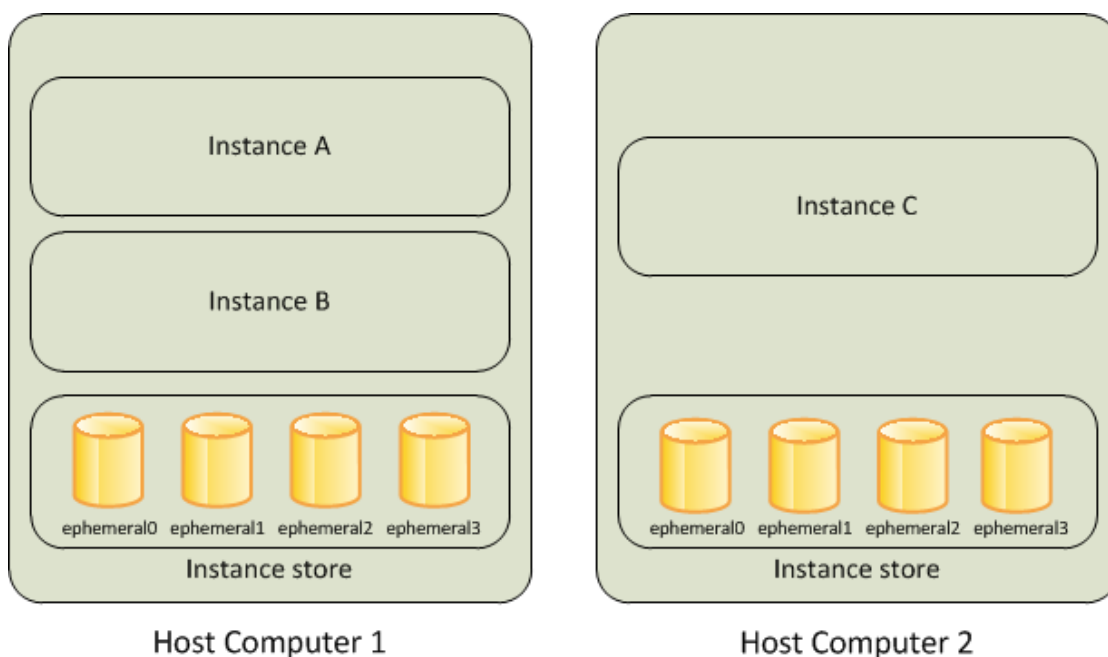 Instance A
Instance B
ephemeral0 ephemeral1 ephemeral2 ephemeral3
Instance store
Host Computer 1
Instance C
ephemeral0 ephemeral1 ephemeral2 ephemeral3
Instance store
Host Computer 2